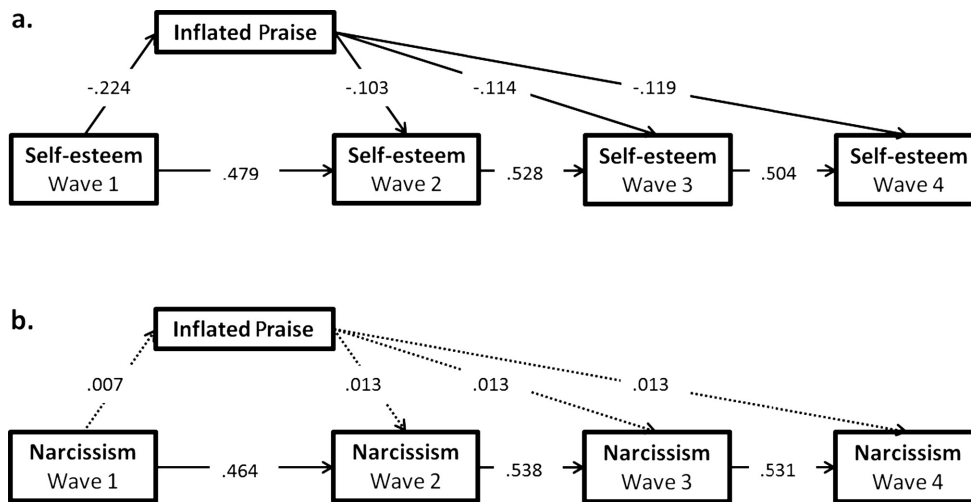 a.
Inflated Praise
-.224
-.103
-.114
-.119
Self-esteem
Wave 1
.479
Self-esteem
Wave 2
.528
Self-esteem
Wave 3
.504
Self-esteem
Wave 4
b.
Inflated Praise
.007
.013
.013
.013
Narcissism
Wave 1
.464
Narcissism
Wave 2
.538
Narcissism
Wave 3
.531
Narcissism
Wave 4